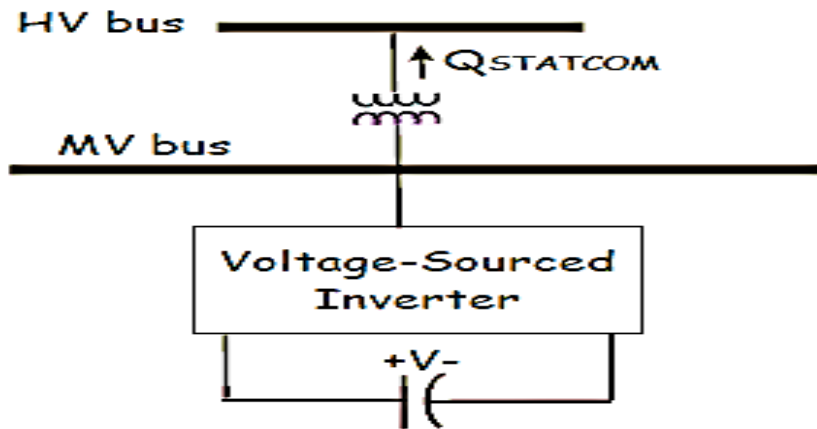 HV bus
QSTATCOM
MV bus
Voltage-Sourced
Inverter
+V-